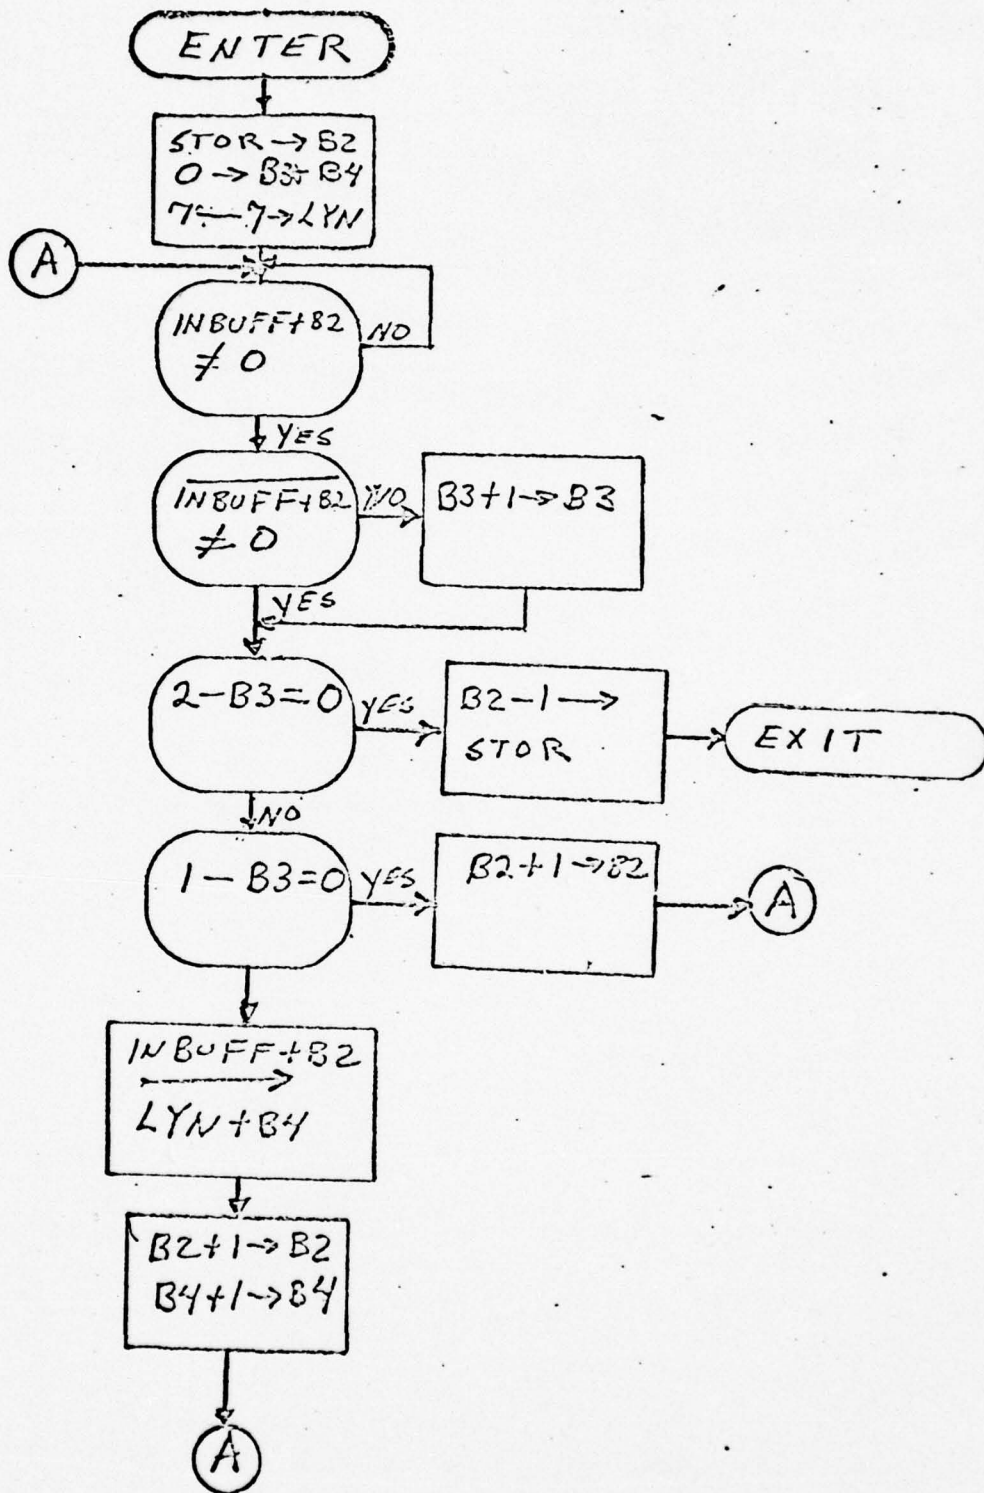 ENTER
STOR → B2
0 → B3+B4
7—7→LYN
A
INBUFF+B2
≠ 0
NO
YES
INBUFF+B2
≠ 0
NO
B3+1→B3
YES
2-B3=0
YES
B2-1→
STOR
EXIT
NO
1-B3=0
YES
B2+1→B2
A
INBUFF+B2
→
LYN+B4
B2+1→B2
B4+1→B4
A